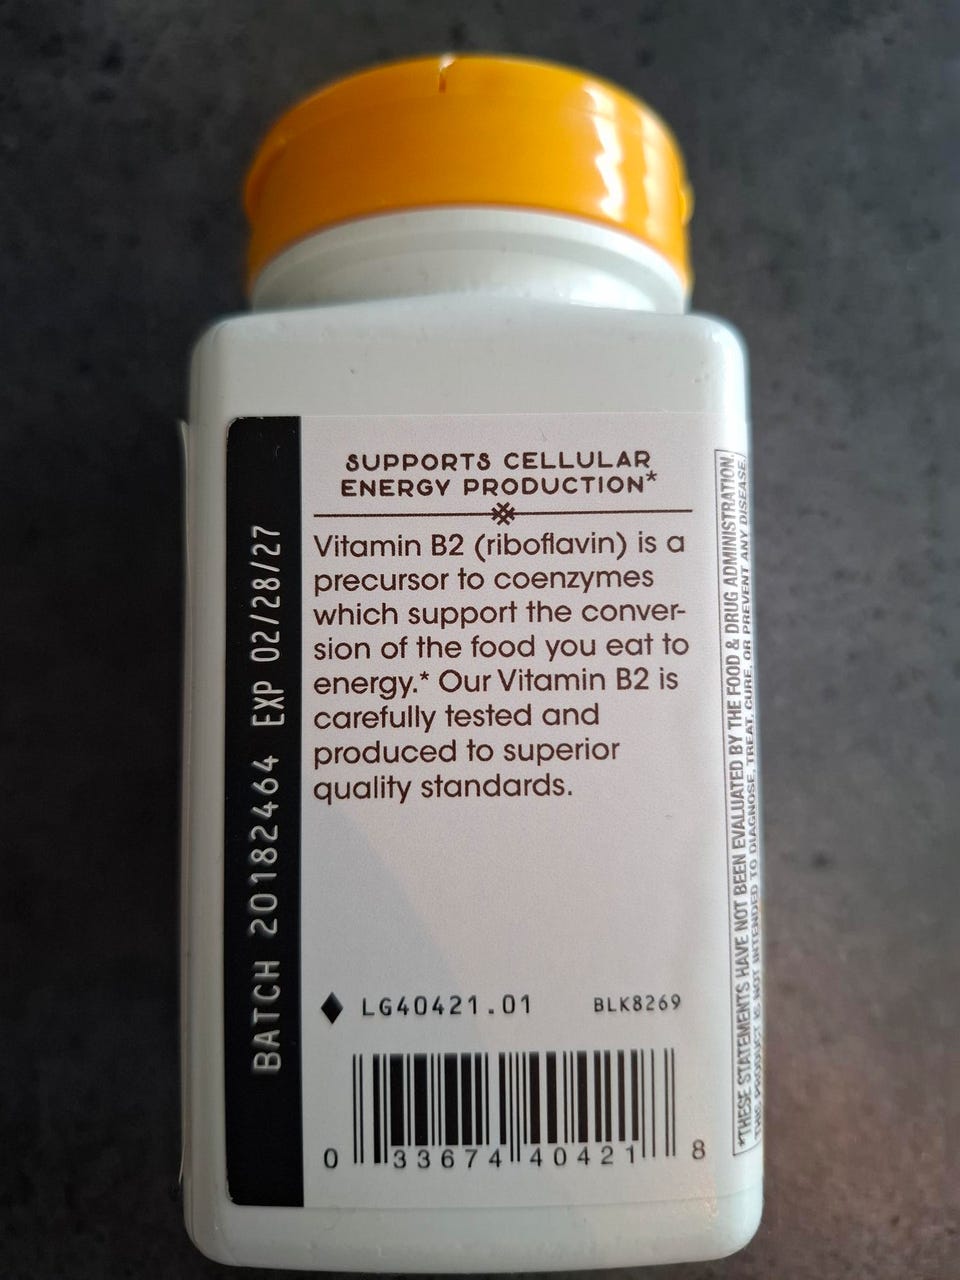 BATCH 20182464 EXP 02/28/27
SUPPORTS CELLULAR
ENERGY PRODUCTION*
Vitamin B2 (riboflavin) is a
precursor to coenzymes
which support the conver-
sion of the food you eat to
energy.* Our Vitamin B2 is
carefully tested and
produced to superior
quality standards.
LG40421.01 BLK8269
0 33674 40421 8
*THESE STATEMENTS HAVE NOT BEEN EVALUATED BY THE FOOD & DRUG ADMINISTRATION.
THIS PRODUCT IS NOT INTENDED TO DIAGNOSE, TREAT, CURE, OR PREVENT ANY DISEASE.